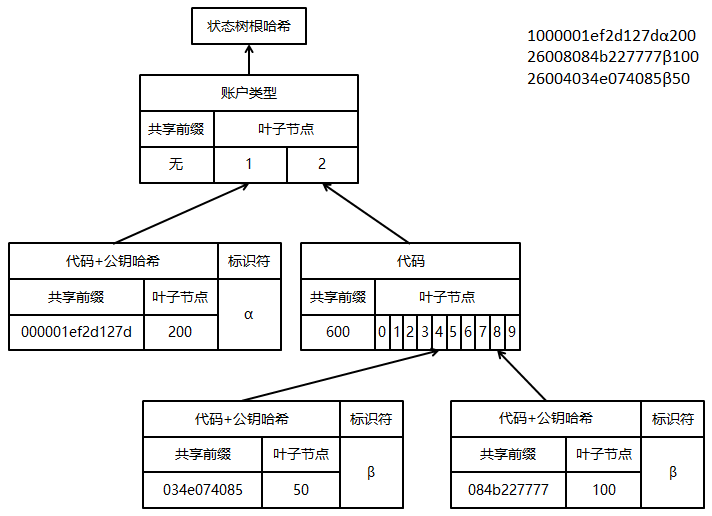 状态树根哈希
1000001ef2d127dα200
26008084b227777β100
26004034e074085β50
账户类型
共享前缀 叶子节点
无 1 2
代码+公钥哈希 标识符
共享前缀 叶子节点
000001ef2d127d 200 α
代码
共享前缀 叶子节点
600 0 1 2 3 4 5 6 7 8 9
代码+公钥哈希 标识符
共享前缀 叶子节点
034e074085 50 β
代码+公钥哈希 标识符
共享前缀 叶子节点
084b227777 100 β